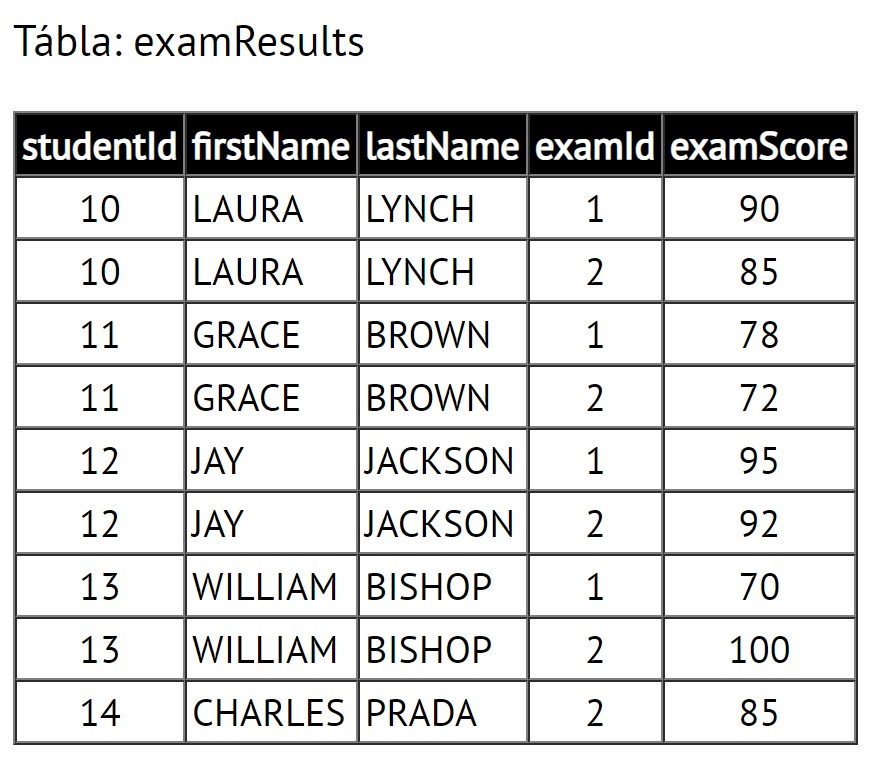 Tábla: examResults
studentId firstName lastName examId examScore
10 LAURA LYNCH 1 90
10 LAURA LYNCH 2 85
11 GRACE BROWN 1 78
11 GRACE BROWN 2 72
12 JAY JACKSON 1 95
12 JAY JACKSON 2 92
13 WILLIAM BISHOP 1 70
13 WILLIAM BISHOP 2 100
14 CHARLES PRADA 2 85